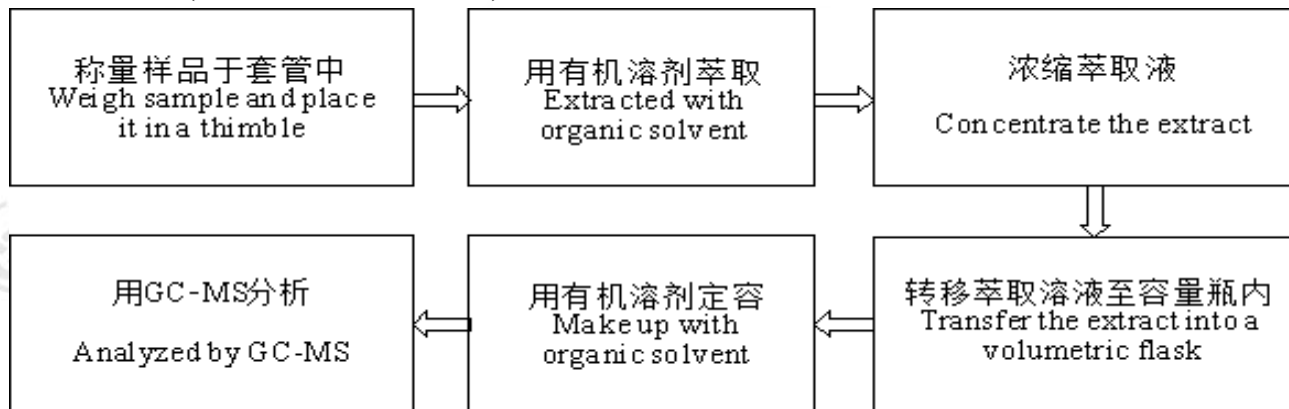 称量样品于套管中
Weigh sample and place
it in a thimble
用有机溶剂萃取
Extracted with
organic solvent
浓缩萃取液
Concentrate the extract
转移萃取溶液至容量瓶内
Transfer the extract into a
volumetric flask
用有机溶剂定容
Make up with
organic solvent
用GC-MS分析
Analyzed by GC-MS